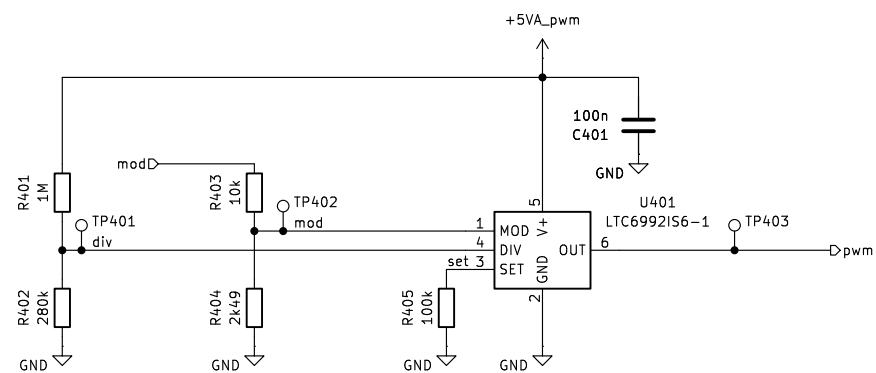 +5VA_pwm
100n
C401
GND
mod
R401
1M
R403
10k
TP402
mod
TP401
div
U401
LTC6992IS6-1
TP403
5
V+
1
MOD
4
DIV
set 3
SET
GND
2
OUT
6
pwm
R402
280k
R404
2k49
R405
100k
GND
GND
GND
GND